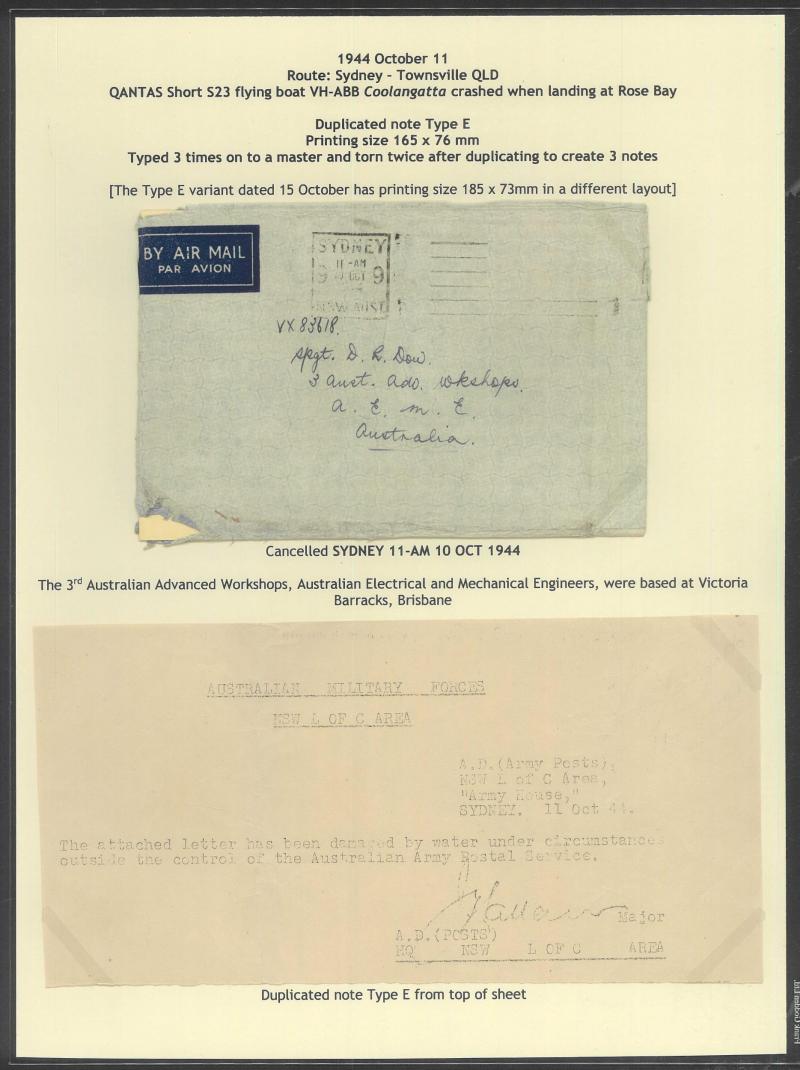 1944 October 11
Route: Sydney - Townsville QLD
QANTAS Short S23 flying boat VH-ABB Coolangatta crashed when landing at Rose Bay
Duplicated note Type E
Printing size 165 x 76 mm
Typed 3 times on to a master and torn twice after duplicating to create 3 notes
[The Type E variant dated 15 October has printing size 185 x 73mm in a different layout]
BY AIR MAIL
PAR AVION
SYDNEY
11-AM
OCT 9
NSW AUST
VX 83618.
Spgt. D. R. Dow.
3 Aust. Adv. Wkshops.
A. E. M. E.
Australia.
Cancelled SYDNEY 11-AM 10 OCT 1944
The 3rd Australian Advanced Workshops, Australian Electrical and Mechanical Engineers, were based at Victoria
Barracks, Brisbane
AUSTRALIAN MILITARY FORCES
NSW L OF C AREA
A.D.(Army Posts),
NSW L of C Area,
"Army House,"
SYDNEY. 11 Oct 44.
The attached letter has been damaged by water under circumstances
outside the control of the Australian Army Postal Service.
Major
A.D.(POSTS)
HQ NSW L OF C AREA
Duplicated note Type E from top of sheet